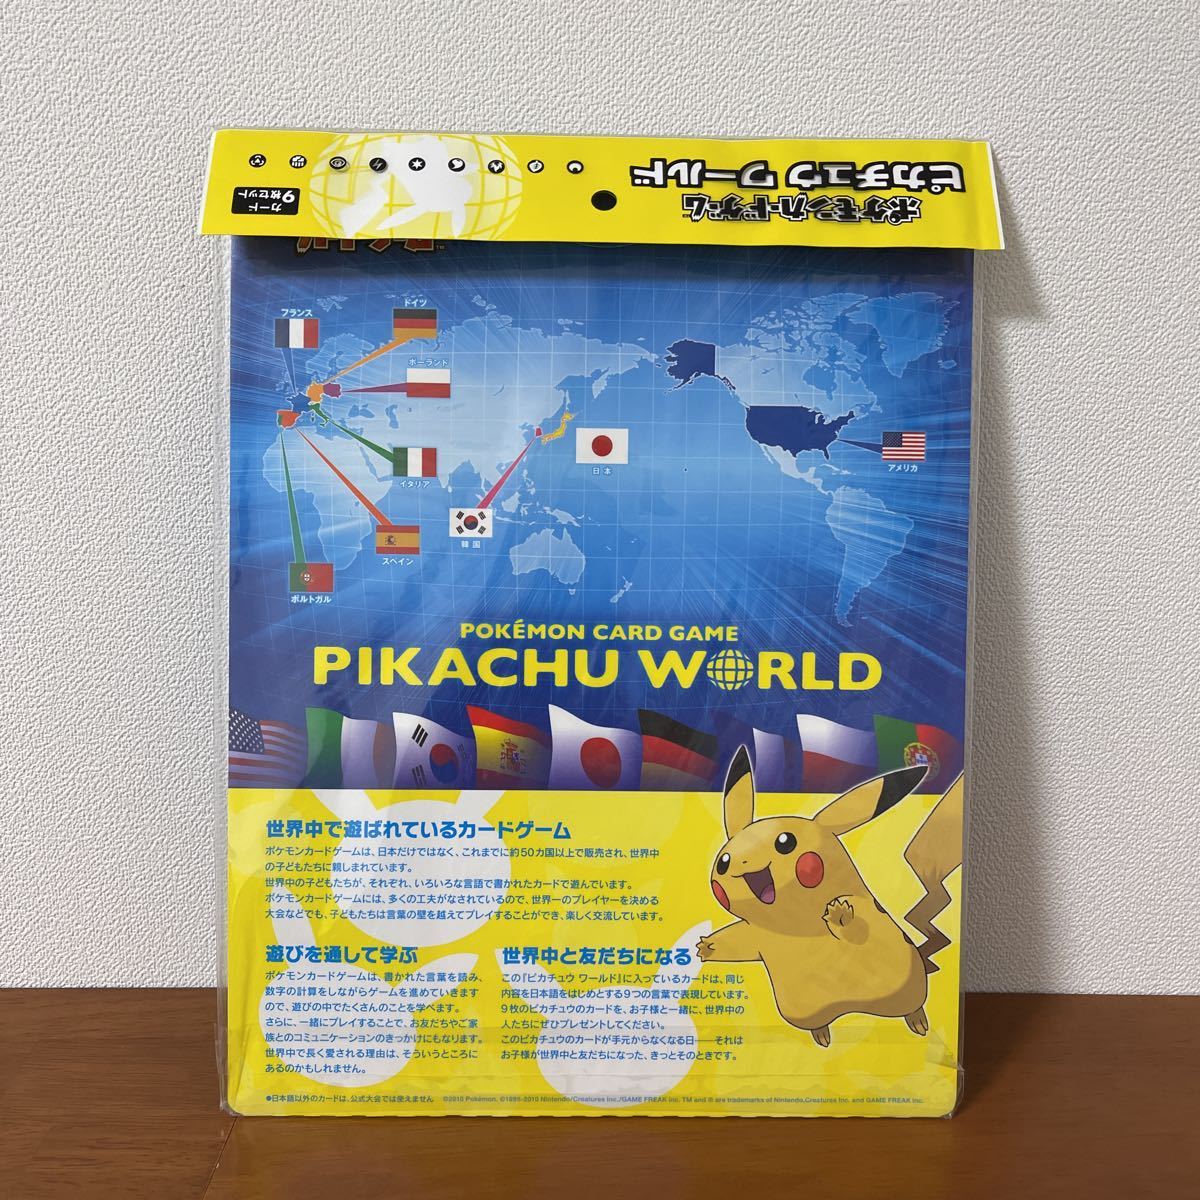 ポケモンカードゲーム
ピカチュウ ワールド
カード
9枚セット
フランス
ドイツ
ポーランド
イタリア
スペイン
ポルトガル
韓国
日本
アメリカ
POKÉMON CARD GAME
PIKACHU WORLD
世界中で遊ばれているカードゲーム
ポケモンカードゲームは、日本だけではなく、これまでに約50カ国以上で販売され、世界中
の子どもたちに親しまれています。
世界中の子どもたちが、それぞれ、いろいろな言語で書かれたカードで遊んでいます。
ポケモンカードゲームには、多くの工夫がなされているので、世界一のプレイヤーを決める
大会などでも、子どもたちは言葉の壁を越えてプレイすることができ、楽しく交流しています。
遊びを通して学ぶ
ポケモンカードゲームは、書かれた言葉を読み、
数字の計算をしながらゲームを進めていきます
ので、遊びの中でたくさんのことを学べます。
さらに、一緒にプレイすることで、お友だちやご家
族とのコミュニケーションのきっかけにもなります。
世界中で長く愛される理由は、そういうところに
あるのかもしれません。
世界中と友だちになる
この『ピカチュウ ワールド』に入っているカードは、同じ
内容を日本語をはじめとする9つの言葉で表現しています。
9枚のピカチュウのカードを、お子様と一緒に、世界中の
人たちにぜひプレゼントしてください。
このピカチュウのカードが手元からなくなる日――それは
お子様が世界中と友だちになった、きっとそのときです。
●日本語以外のカードは、公式大会では使えません
©2010 Pokémon. ©1995-2010 Nintendo/Creatures Inc./GAME FREAK inc. TM and ® are trademarks of Nintendo,Creatures Inc. and GAME FREAK inc.